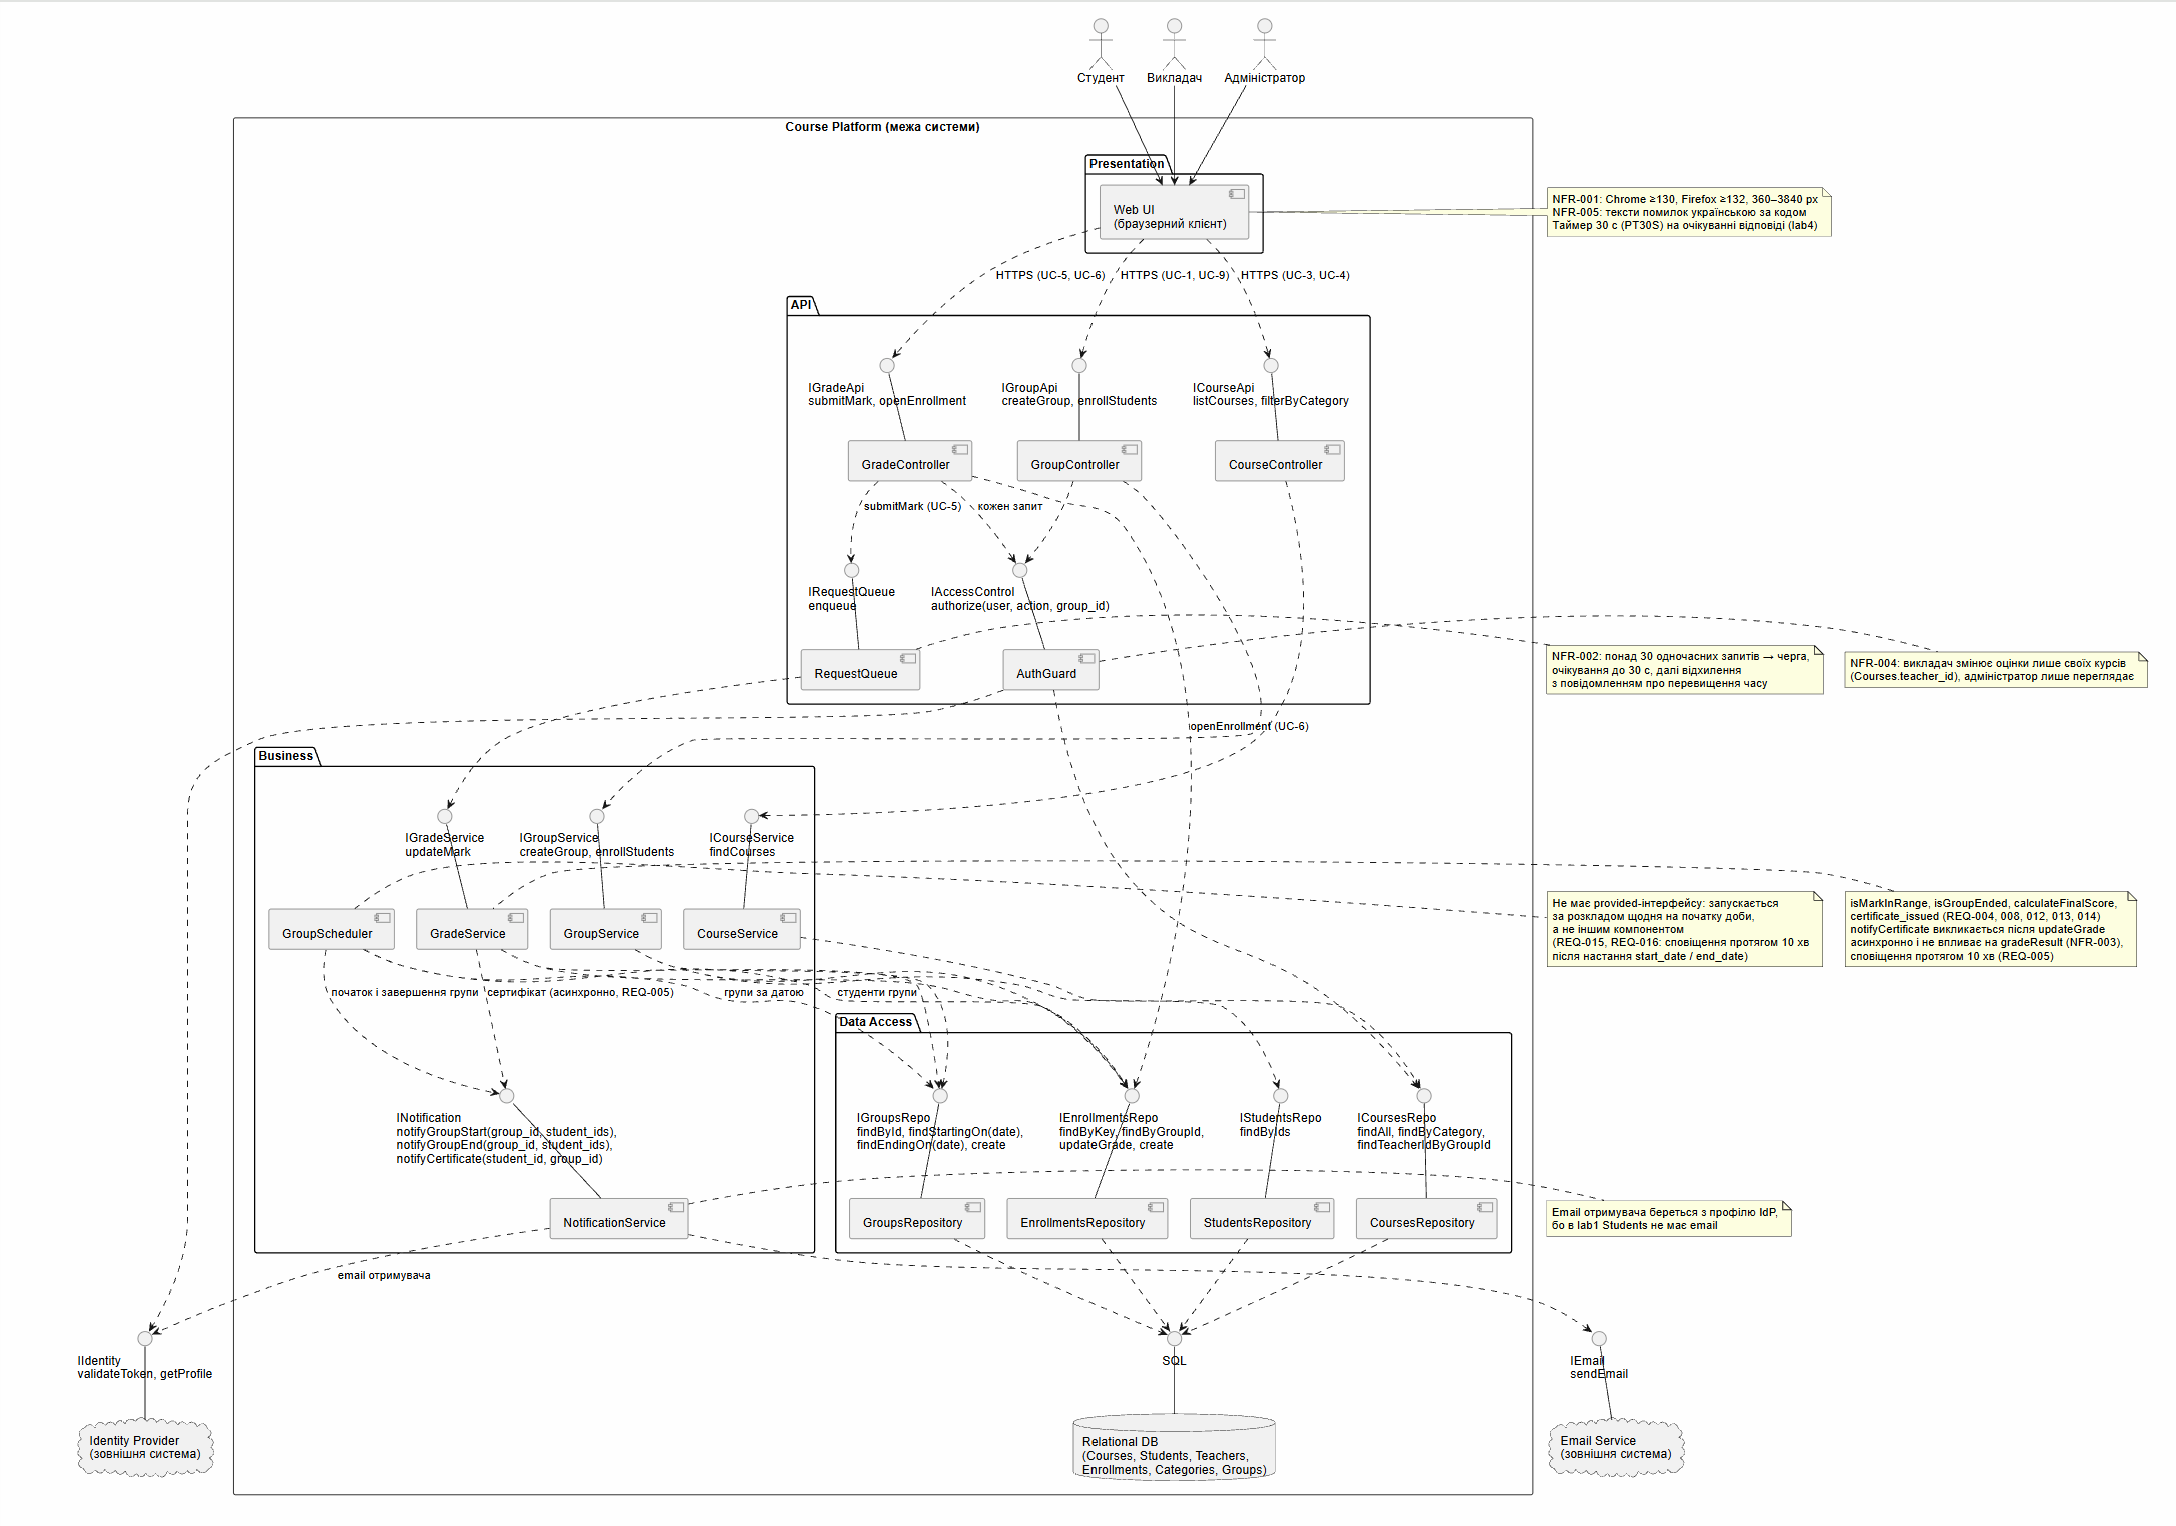 Студент
Викладач
Адміністратор
Course Platform (межа системи)
Presentation
Web UI
(браузерний клієнт)
NFR-001: Chrome ≥130, Firefox ≥132, 360–3840 px
NFR-005: тексти помилок українською за кодом
Таймер 30 с (PT30S) на очікуванні відповіді (lab4)
HTTPS (UC-5, UC-6)
HTTPS (UC-1, UC-9)
HTTPS (UC-3, UC-4)
API
IGradeApi
submitMark, openEnrollment
IGroupApi
createGroup, enrollStudents
ICourseApi
listCourses, filterByCategory
GradeController
GroupController
CourseController
submitMark (UC-5)
кожен запит
IRequestQueue
enqueue
IAccessControl
authorize(user, action, group_id)
RequestQueue
AuthGuard
NFR-002: понад 30 одночасних запитів → черга,
очікування до 30 с, далі відхилення
з повідомленням про перевищення часу
NFR-004: викладач змінює оцінки лише своїх курсів
(Courses.teacher_id), адміністратор лише переглядає
openEnrollment (UC-6)
Business
IGradeService
updateMark
IGroupService
createGroup, enrollStudents
ICourseService
findCourses
GroupScheduler
GradeService
GroupService
CourseService
Не має provided-інтерфейсу: запускається
за розкладом щодня на початку доби,
а не іншим компонентом
(REQ-015, REQ-016: сповіщення протягом 10 хв
після настання start_date / end_date)
isMarkInRange, isGroupEnded, calculateFinalScore,
certificate_issued (REQ-004, 008, 012, 013, 014)
notifyCertificate викликається після updateGrade
асинхронно і не впливає на gradeResult (NFR-003),
сповіщення протягом 10 хв (REQ-005)
початок і завершення групи
сертифікат (асинхронно, REQ-005)
групи за датою
студенти групи
Data Access
INotification
notifyGroupStart(group_id, student_ids),
notifyGroupEnd(group_id, student_ids),
notifyCertificate(student_id, group_id)
IGroupsRepo
findById, findStartingOn(date),
findEndingOn(date), create
IEnrollmentsRepo
findByKey, findByGroupId,
updateGrade, create
IStudentsRepo
findByIds
ICoursesRepo
findAll, findByCategory,
findTeacherIdByGroupId
NotificationService
GroupsRepository
EnrollmentsRepository
StudentsRepository
CoursesRepository
Email отримувача береться з профілю IdP,
бо в lab1 Students не має email
email отримувача
IIdentity
validateToken, getProfile
SQL
IEmail
sendEmail
Identity Provider
(зовнішня система)
Relational DB
(Courses, Students, Teachers,
Enrollments, Categories, Groups)
Email Service
(зовнішня система)